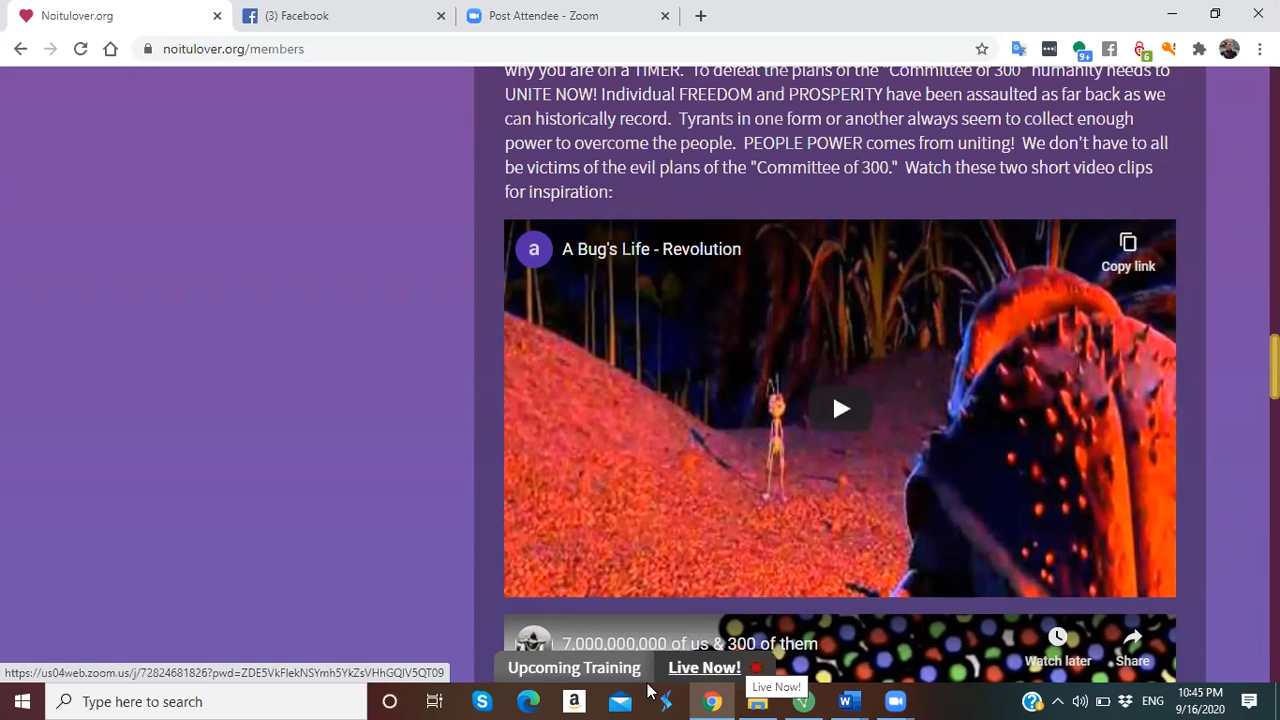 Noitulover.org
(3) Facebook
Post Attendee - Zoom
noitulover.org/members
9+
6
why you are on a TIMER. To defeat the plans of the "Committee of 300" humanity needs to
UNITE NOW! Individual FREEDOM and PROSPERITY have been assaulted as far back as we
can historically record. Tyrants in one form or another always seem to collect enough
power to overcome the people. PEOPLE POWER comes from uniting! We don't have to all
be victims of the evil plans of the "Committee of 300." Watch these two short video clips
for inspiration:
a
A Bug's Life - Revolution
Copy link
7,000,000,000 of us & 300 of them
Watch later
Share
Upcoming Training
Live Now!
https://us04web.zoom.us/j/72824681826?pwd=ZDE5VkFlekNSYmh5YkZsVHhGQlV5QT09
Live Now!
Type here to search
ENG
10:45 PM
9/16/2020